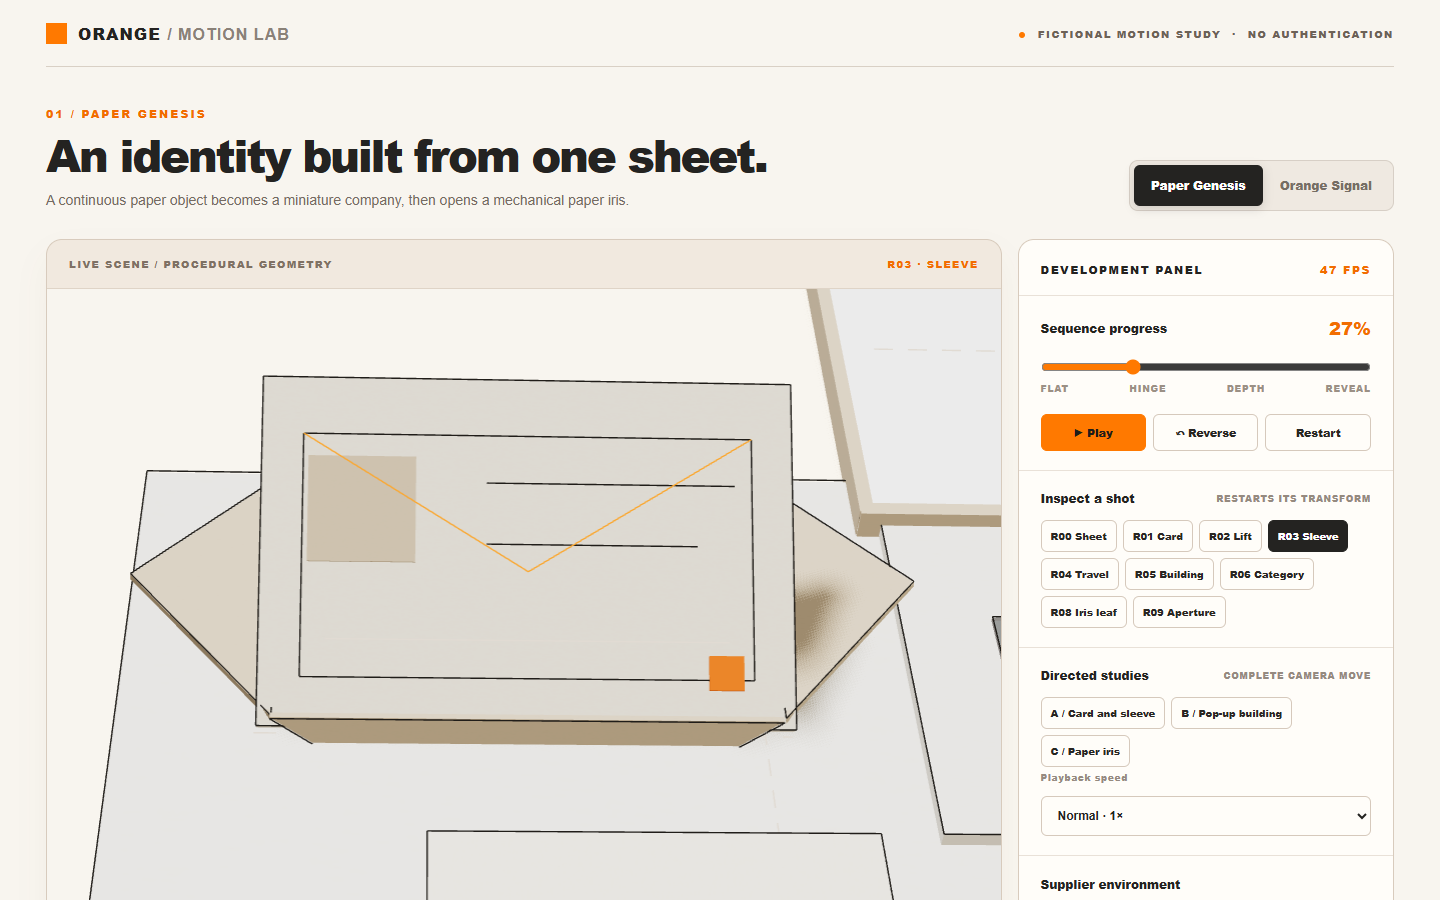 ORANGE / MOTION LAB
FICTIONAL MOTION STUDY · NO AUTHENTICATION
01 / PAPER GENESIS
An identity built from one sheet.
A continuous paper object becomes a miniature company, then opens a mechanical paper iris.
Paper Genesis
Orange Signal
LIVE SCENE / PROCEDURAL GEOMETRY
R03 · SLEEVE
DEVELOPMENT PANEL
47 FPS
Sequence progress
27%
FLAT HINGE DEPTH REVEAL
▶ Play
↶ Reverse
Restart
Inspect a shot
RESTARTS ITS TRANSFORM
R00 Sheet
R01 Card
R02 Lift
R03 Sleeve
R04 Travel
R05 Building
R06 Category
R08 Iris leaf
R09 Aperture
Directed studies
COMPLETE CAMERA MOVE
A / Card and sleeve
B / Pop-up building
C / Paper iris
Playback speed
Normal · 1×
Supplier environment